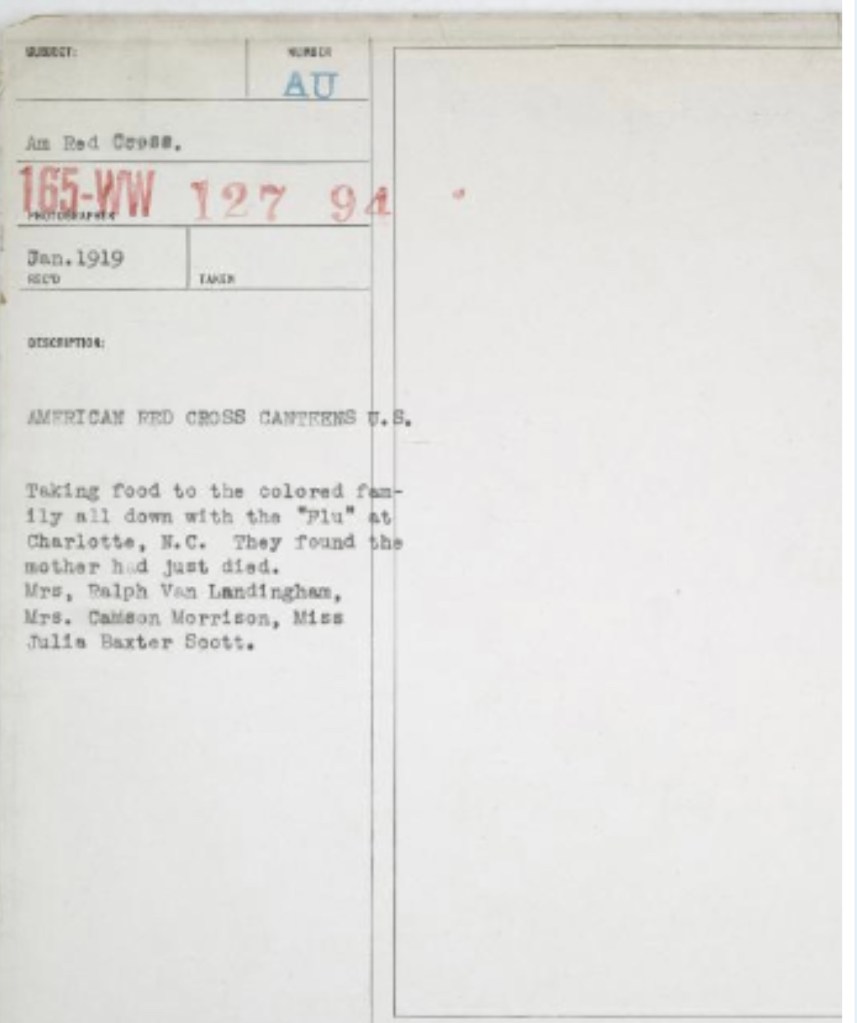 SUBJECT:
NUMBER
AU
Am Red Cross.
165-WW 127 94
PHOTOGRAPHER
Jan.1919
REC'D
TAKEN
DESCRIPTION:
AMERICAN RED CROSS CANTEENS U.S.
Taking food to the colored fam-
ily all down with the "Flu" at
Charlotte, N.C. They found the
mother had just died.
Mrs, Ralph Van Landingham,
Mrs. Morrison, Miss
Julia Baxter Scott.